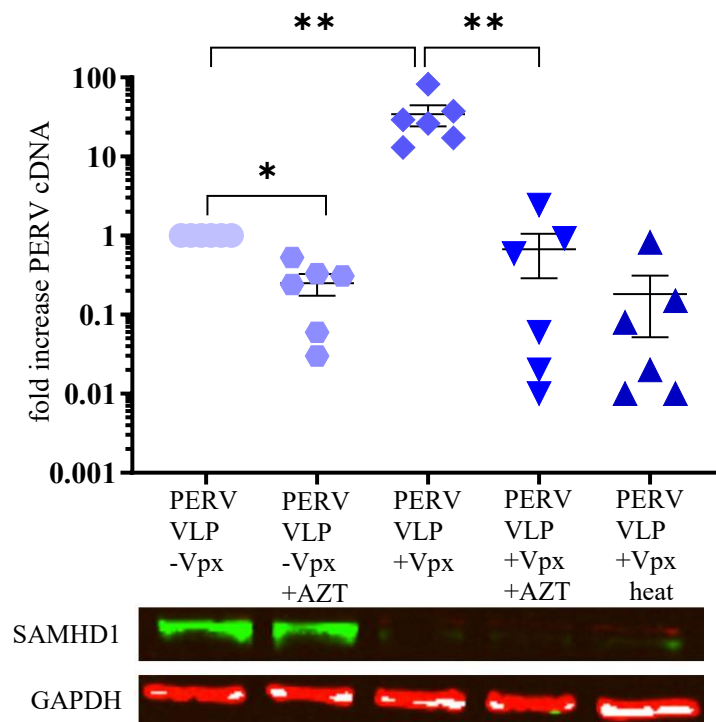 ** **
100
10
*
1
0.1
0.01
0.001
fold increase PERV cDNA
PERV VLP -Vpx
PERV VLP -Vpx +AZT
PERV VLP +Vpx
PERV VLP +Vpx +AZT
PERV VLP +Vpx heat
SAMHD1
GAPDH